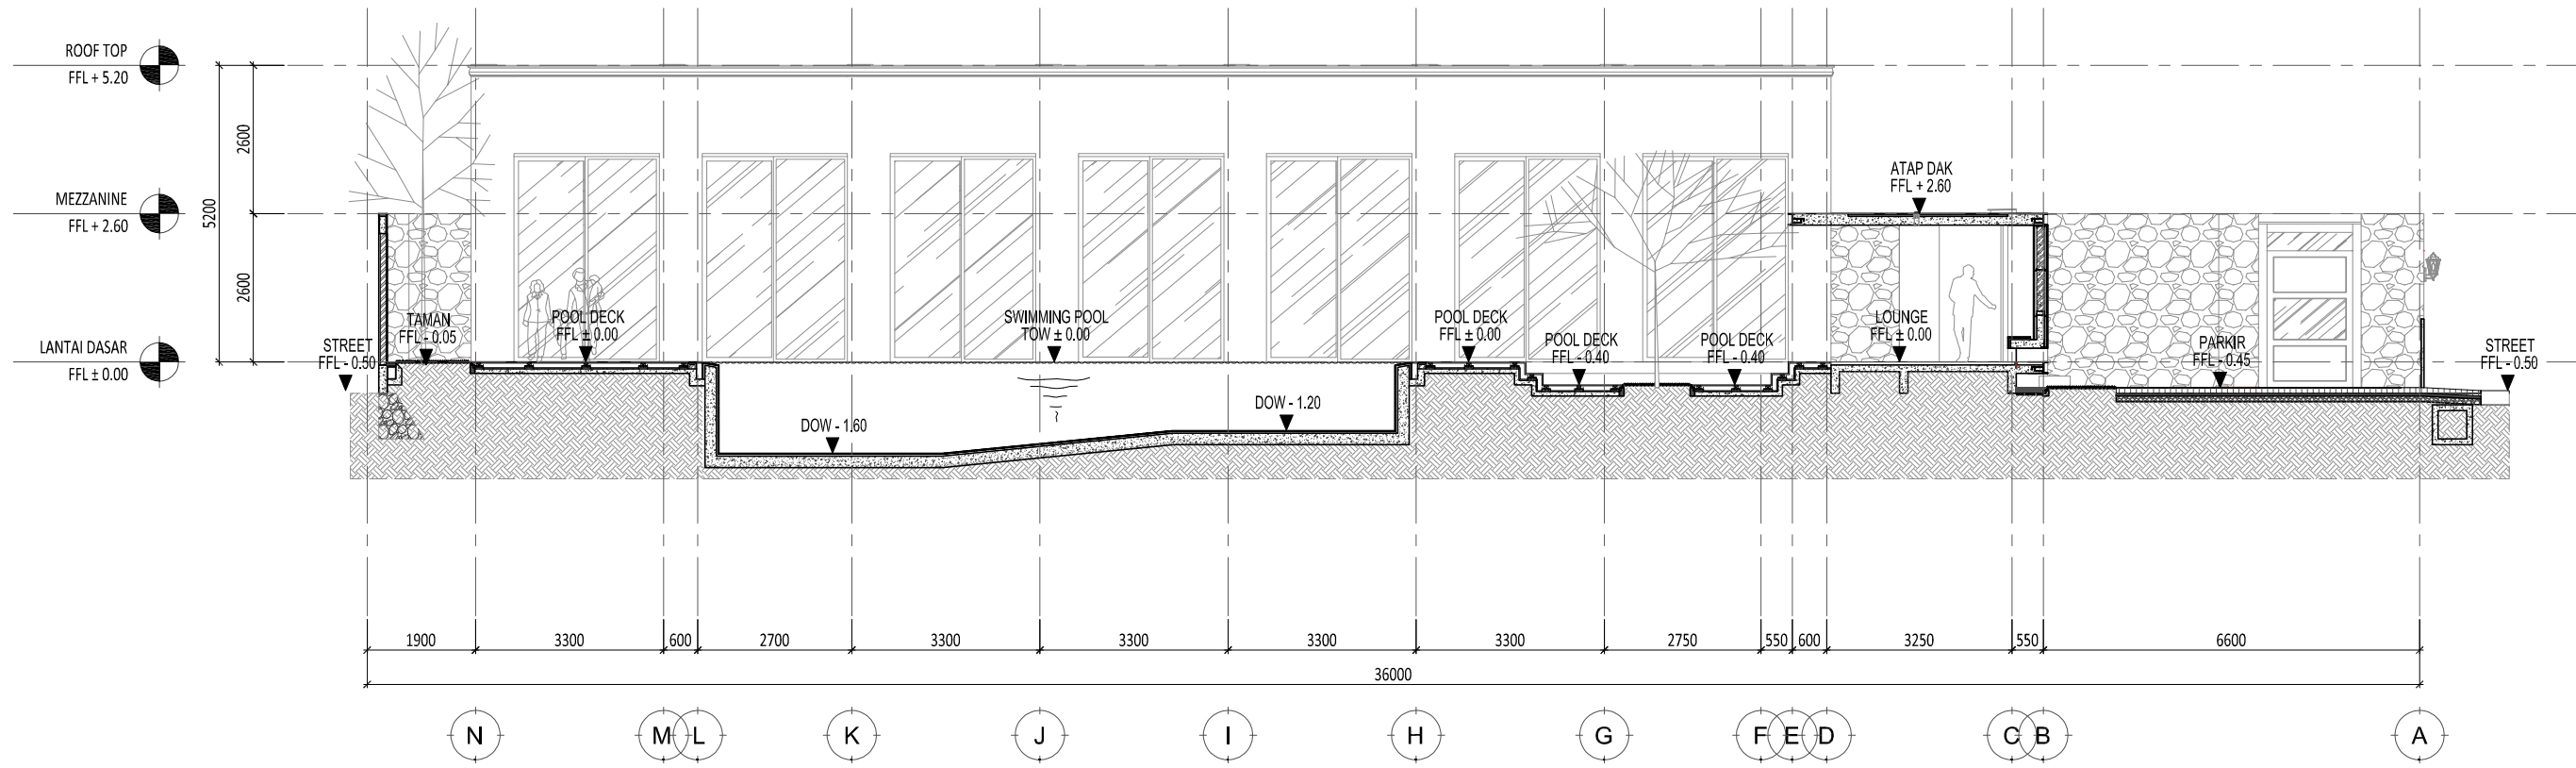 ROOF TOP
FFL + 5.20
MEZZANINE
FFL + 2.60
LANTAI DASAR
FFL ± 0.00
5200
2600
2600
STREET
FFL - 0.50
TAMAN
FFL - 0.05
POOL DECK
FFL ± 0.00
SWIMMING POOL
TOW ± 0.00
DOW - 1.60
DOW - 1.20
POOL DECK
FFL ± 0.00
POOL DECK
FFL - 0.40
POOL DECK
FFL - 0.40
ATAP DAK
FFL + 2.60
LOUNGE
FFL ± 0.00
PARKIR
FFL - 0.45
STREET
FFL - 0.50
1900 3300 600 2700 3300 3300 3300 3300 2750 550 600 3250 550 6600
36000
N M L K J I H G F E D C B A